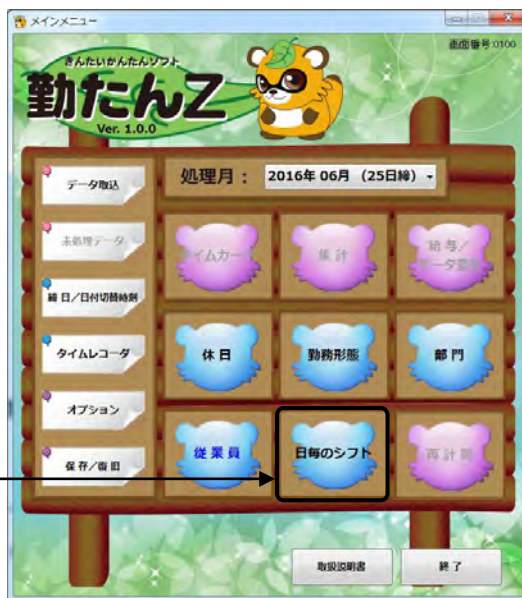 メインメニュー
画面番号:0100
きんたいかんたんソフト
勤たんZ
Ver. 1.0.0
処理月：
2016年 06月 （25日締）
データ取込
未処理データ
締日／日付切替時刻
タイムレコーダ
オプション
保存／復旧
タイムカード
集計
給与／
データ変換
休日
勤務形態
部門
従業員
日毎のシフト
再計算
取扱説明書
終了